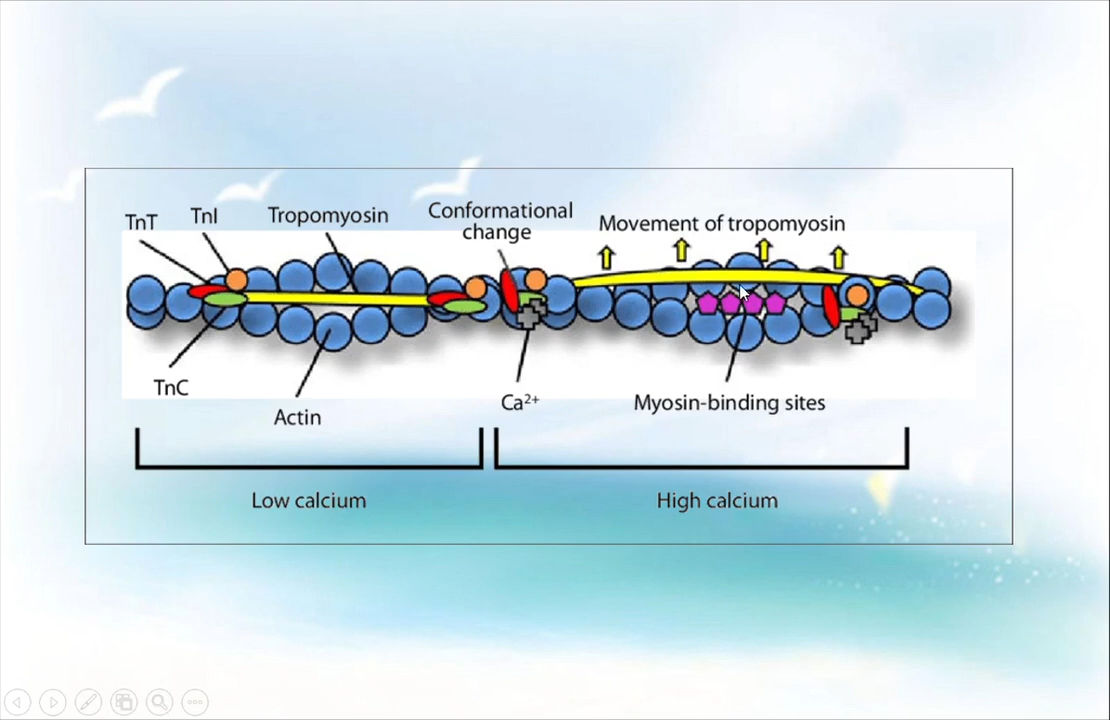 TnT
TnI
Tropomyosin
Conformational
change
Movement of tropomyosin
TnC
Actin
Ca²⁺
Myosin-binding sites
Low calcium
High calcium